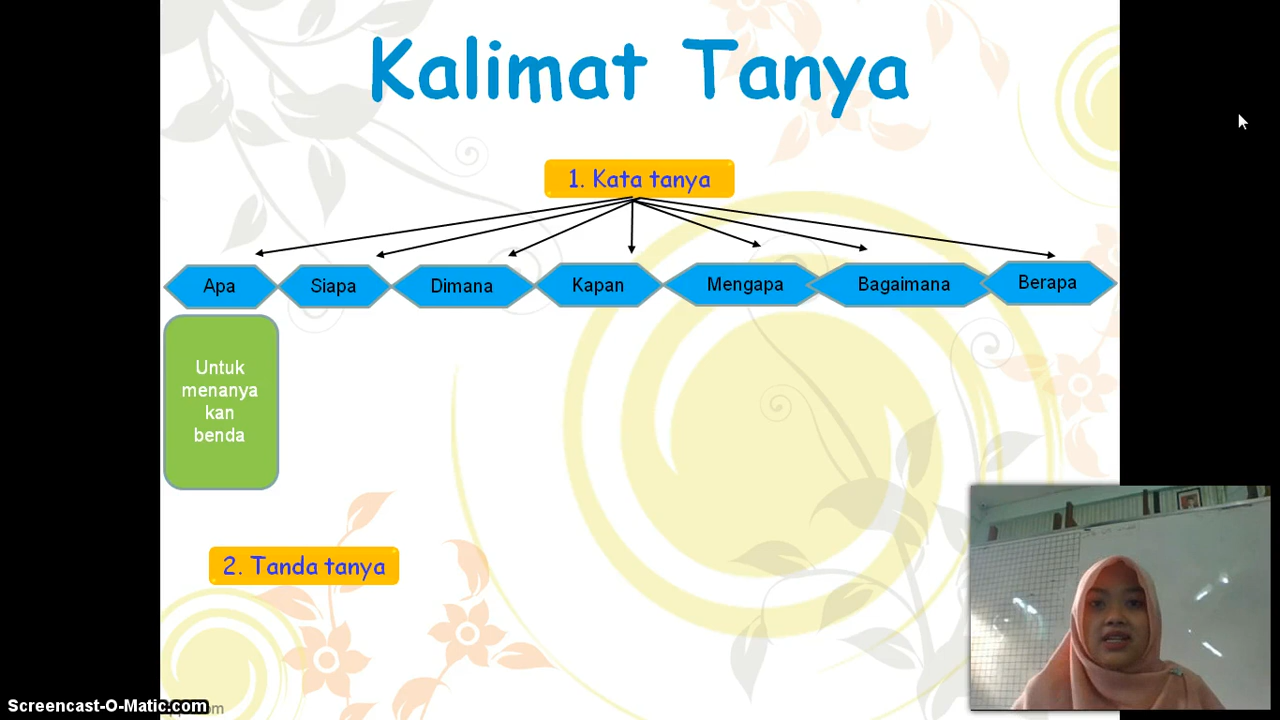 Kalimat Tanya
1. Kata tanya
Apa
Siapa
Dimana
Kapan
Mengapa
Bagaimana
Berapa
Untuk
menanya
kan
benda
2. Tanda tanya
Screencast-O-Matic.com